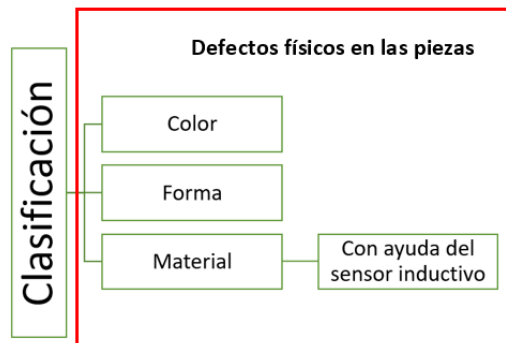 Defectos físicos en las piezas
Clasificación
Color
Forma
Material
Con ayuda del
sensor inductivo